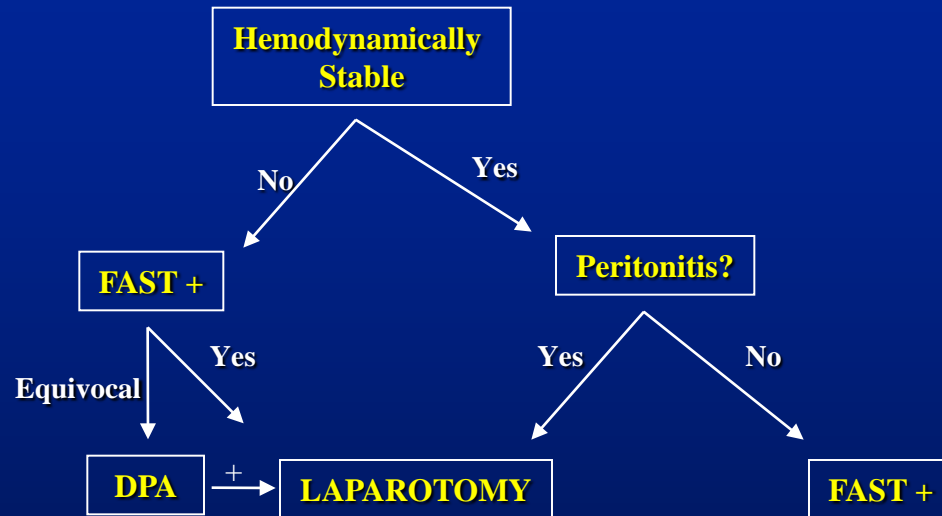 Hemodynamically
Stable
No
Yes
FAST +
Peritonitis?
Equivocal
Yes
Yes
No
DPA
+
LAPAROTOMY
FAST +